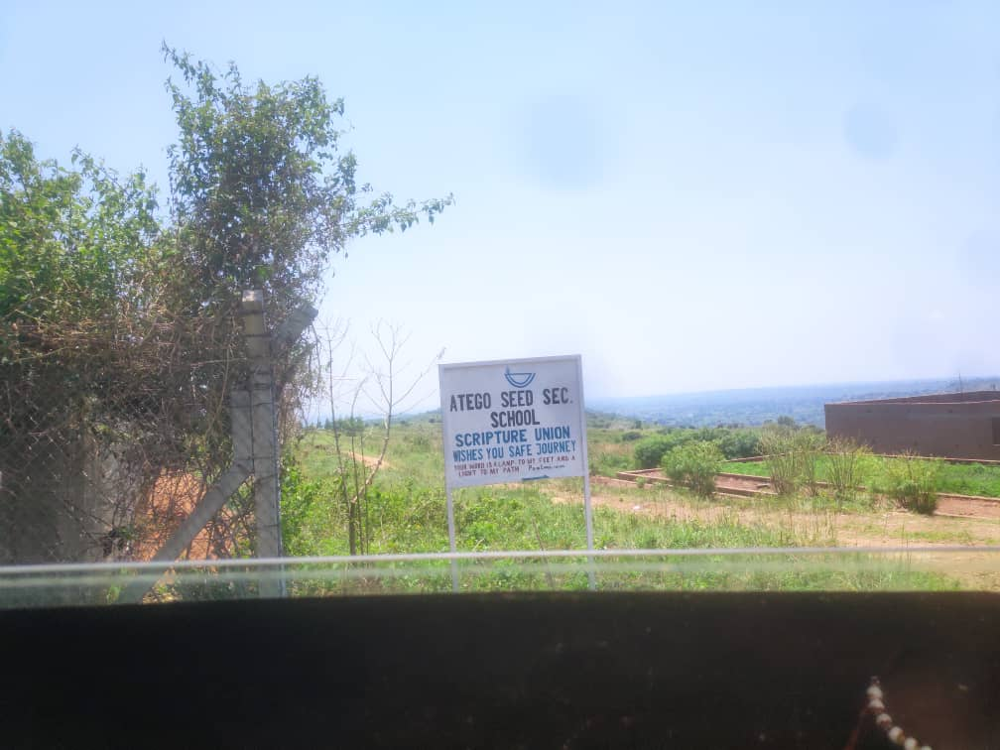 ATEGO SEED SEC.
SCHOOL
SCRIPTURE UNION
WISHES YOU SAFE JOURNEY
YOUR WORD IS A LAMP TO MY FEET AND A
LIGHT TO MY PATH